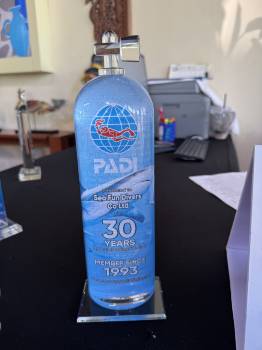 PADI
Sea Fun Divers
Co Ltd
30
YEARS
MEMBER SINCE
1993